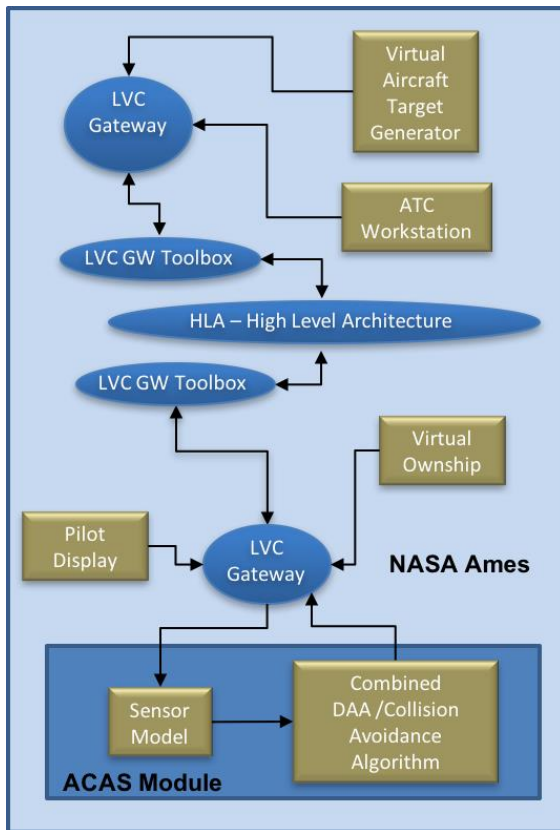 Virtual
Aircraft
Target
Generator
LVC
Gateway
ATC
Workstation
LVC GW Toolbox
HLA – High Level Architecture
LVC GW Toolbox
Virtual
Ownship
Pilot
Display
LVC
Gateway
NASA Ames
Sensor
Model
Combined
DAA /Collision
Avoidance
Algorithm
ACAS Module